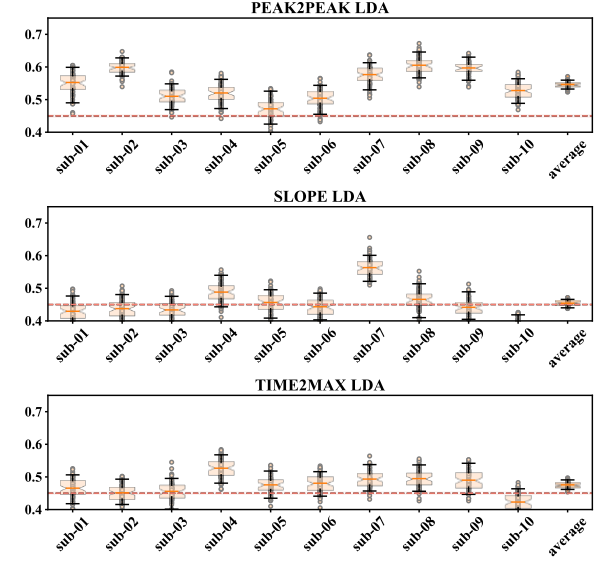 PEAK2PEAK LDA
0.7
0.6
0.5
0.4
sub-01 sub-02 sub-03 sub-04 sub-05 sub-06 sub-07 sub-08 sub-09 sub-10 average
SLOPE LDA
0.7
0.6
0.5
0.4
sub-01 sub-02 sub-03 sub-04 sub-05 sub-06 sub-07 sub-08 sub-09 sub-10 average
TIME2MAX LDA
0.7
0.6
0.5
0.4
sub-01 sub-02 sub-03 sub-04 sub-05 sub-06 sub-07 sub-08 sub-09 sub-10 average